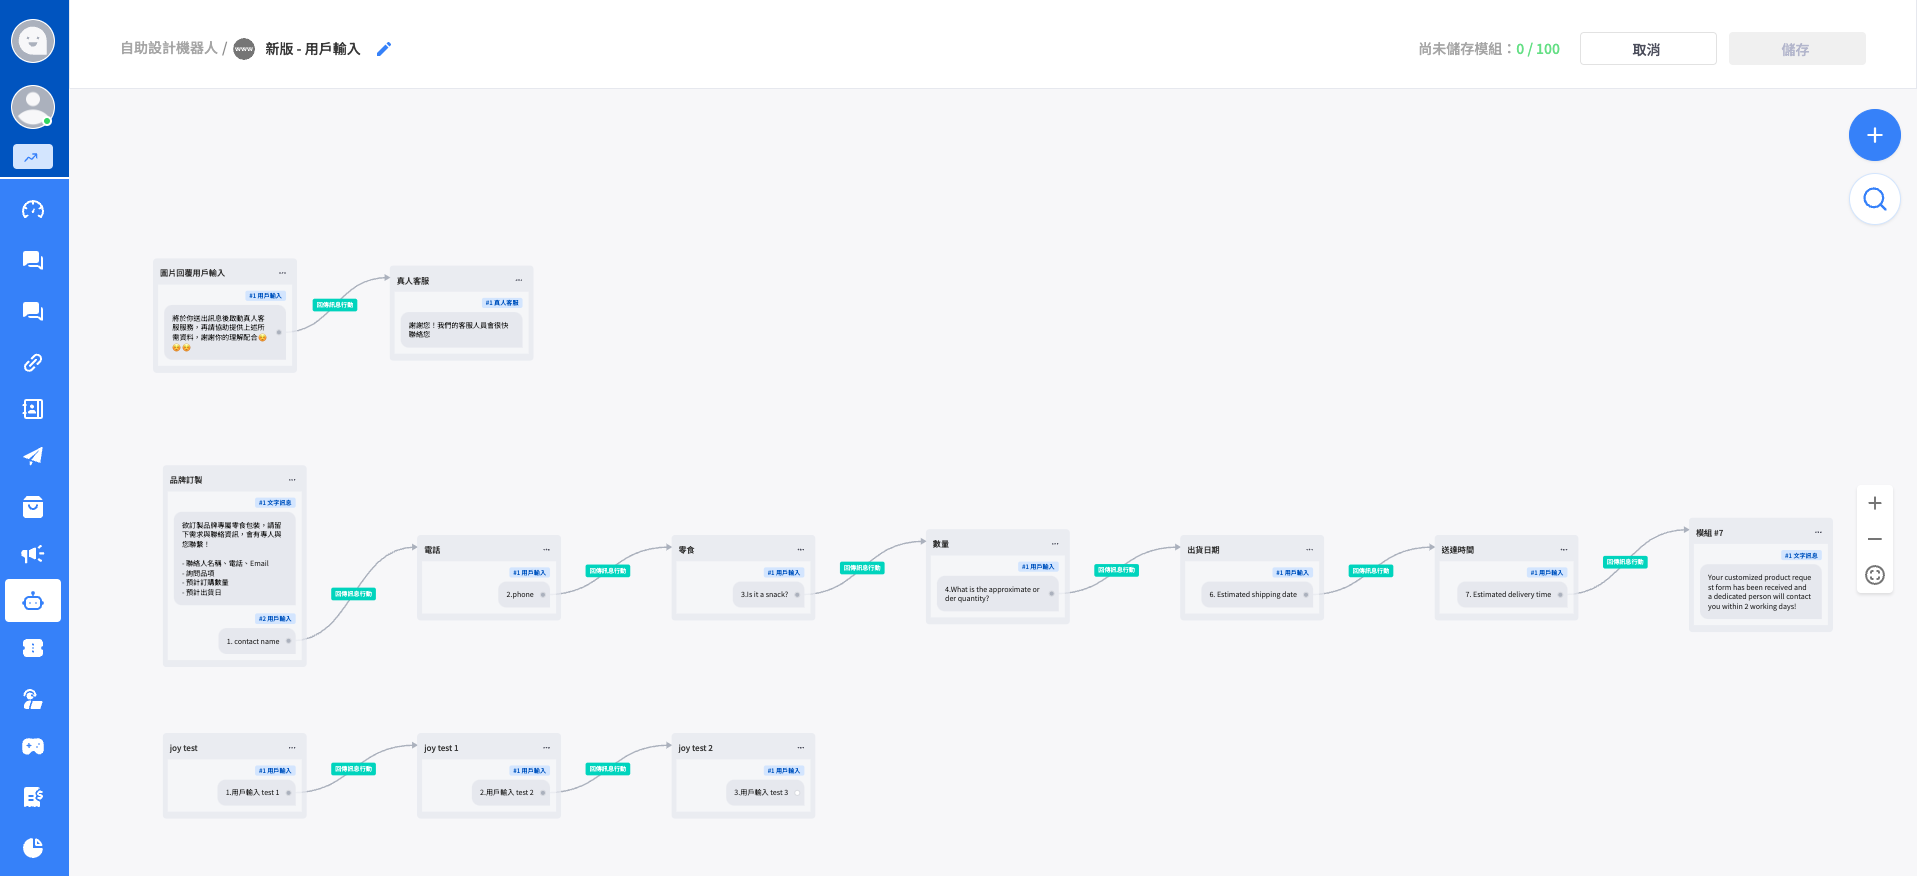 自助設計機器人 / www 新版 - 用戶輸入
尚未儲存模組：0 / 100
取消
儲存
圖片回覆用戶輸入
#1 用戶輸入
將於你送出訊息後啟動真人客
服服務，再請協助提供上述所
需資料，謝謝你的理解配合😊
😊😊
回傳訊息行動
真人客服
#1 真人客服
謝謝您！我們的客服人員會很快
聯絡您
品牌訂製
#1 文字訊息
欲訂製品牌專屬零食包裝，請留
下需求與聯絡資訊，會有專人與
您聯繫！
- 聯絡人名稱、電話、Email
- 詢問品項
- 預計訂購數量
- 預計出貨日
#2 用戶輸入
1. contact name
回傳訊息行動
電話
#1 用戶輸入
2.phone
回傳訊息行動
零食
#1 用戶輸入
3.Is it a snack?
回傳訊息行動
數量
#1 用戶輸入
4.What is the approximate or
der quantity?
回傳訊息行動
出貨日期
#1 用戶輸入
6. Estimated shipping date
回傳訊息行動
送達時間
#1 用戶輸入
7. Estimated delivery time
回傳訊息行動
模組 #7
#1 文字訊息
Your customized product reque
st form has been received and
a dedicated person will contact
you within 2 working days!
joy test
#1 用戶輸入
1.用戶輸入 test 1
回傳訊息行動
joy test 1
#1 用戶輸入
2.用戶輸入 test 2
回傳訊息行動
joy test 2
#1 用戶輸入
3.用戶輸入 test 3